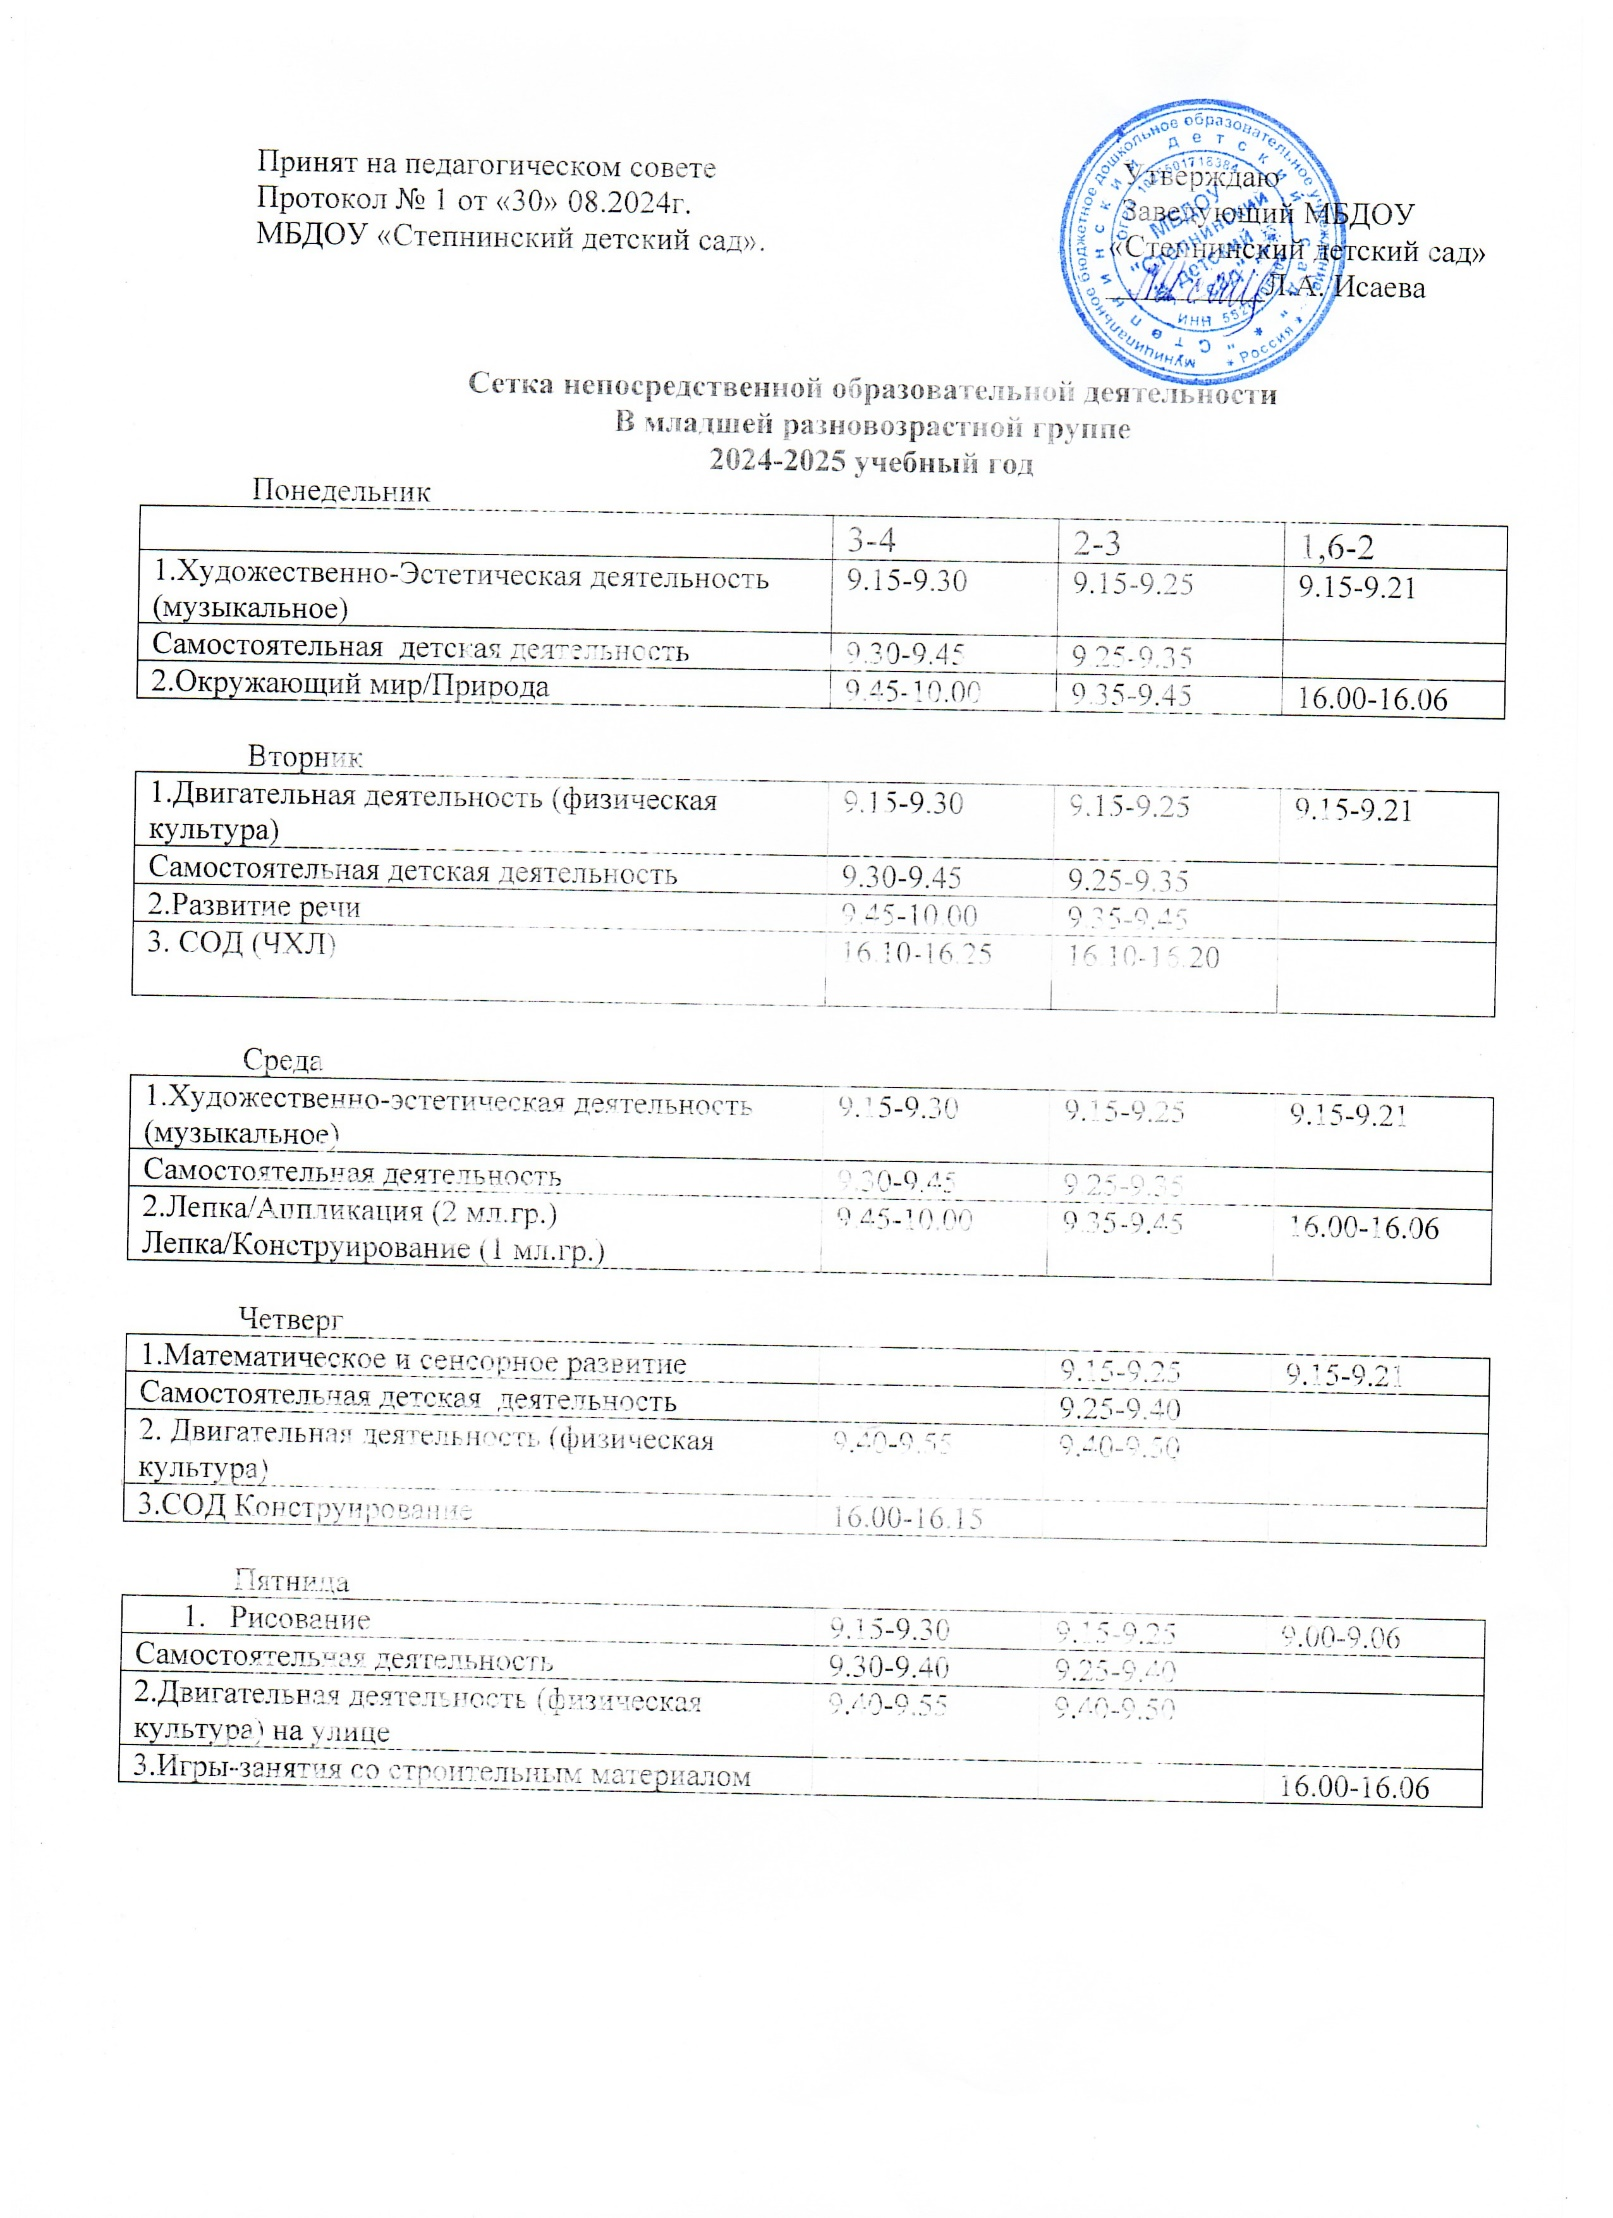 Принят на педагогическом совете
Протокол № 1 от «30» 08.2024г.
МБДОУ «Степнинский детский сад».
Утверждаю
Заведующий МБДОУ
«Степнинский детский сад»
Л.А. Исаева
Муниципальное бюджетное дошкольное образовательное учреждение
* Россия *
"Степнинский детский сад"
МБДОУ
"Степнинский
детский
сад"
ИНН
Сетка непосредственной образовательной деятельности
В младшей разновозрастной группе
2024-2025 учебный год
Понедельник
3-4 2-3 1,6-2
1.Художественно-Эстетическая деятельность 9.15-9.30 9.15-9.25 9.15-9.21
(музыкальное)
Самостоятельная детская деятельность 9.30-9.45 9.25-9.35
2.Окружающий мир/Природа 9.45-10.00 9.35-9.45 16.00-16.06
Вторник
1.Двигательная деятельность (физическая 9.15-9.30 9.15-9.25 9.15-9.21
культура)
Самостоятельная детская деятельность 9.30-9.45 9.25-9.35
2.Развитие речи 9.45-10.00 9.35-9.45
3. СОД (ЧХЛ) 16.10-16.25 16.10-16.20
Среда
1.Художественно-эстетическая деятельность 9.15-9.30 9.15-9.25 9.15-9.21
(музыкальное)
Самостоятельная деятельность 9.30-9.45 9.25-9.35
2.Лепка/Аппликация (2 мл.гр.) 9.45-10.00 9.35-9.45 16.00-16.06
Лепка/Конструирование (1 мл.гр.)
Четверг
1.Математическое и сенсорное развитие 9.15-9.25 9.15-9.21
Самостоятельная детская деятельность 9.25-9.40
2. Двигательная деятельность (физическая 9.40-9.55 9.40-9.50
культура)
3.СОД Конструирование 16.00-16.15
Пятница
1. Рисование 9.15-9.30 9.15-9.25 9.00-9.06
Самостоятельная деятельность 9.30-9.40 9.25-9.40
2.Двигательная деятельность (физическая 9.40-9.55 9.40-9.50
культура) на улице
3.Игры-занятия со строительным материалом 16.00-16.06